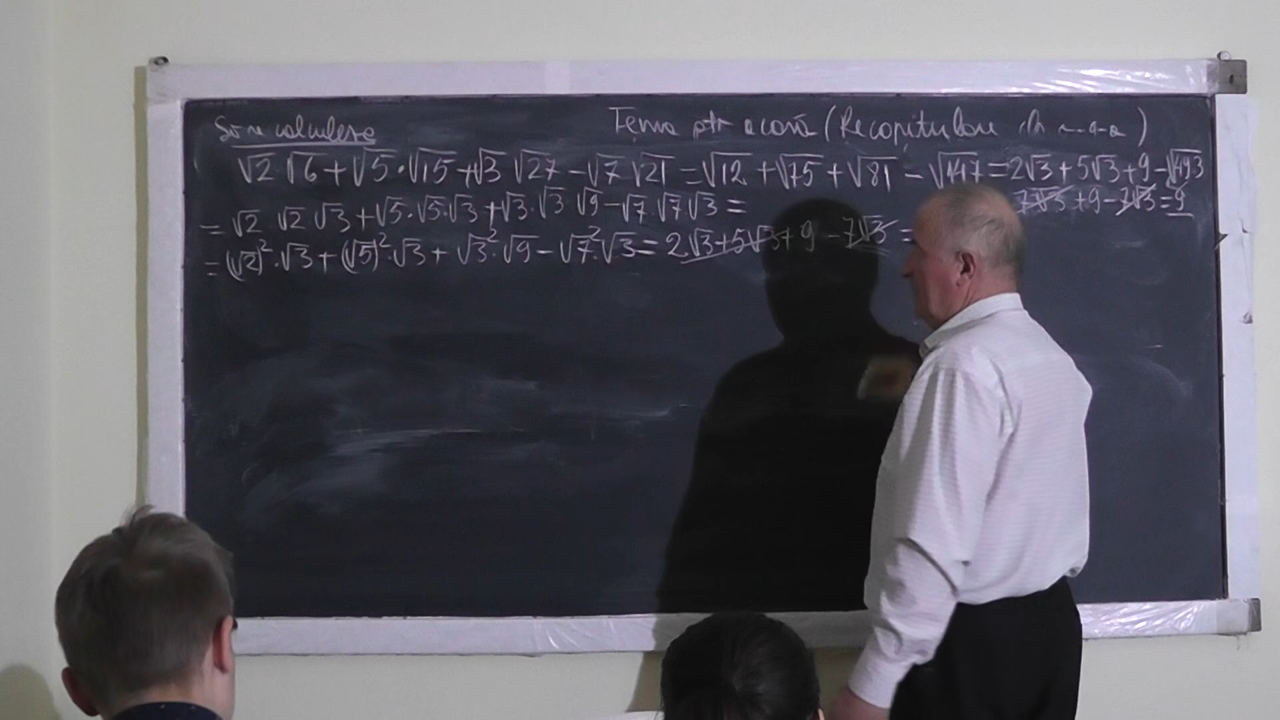 Să se calculeze Tema ptr acasă (Recapitulare
√2 √6 + √5 · √15 + √3 √27 - √7 √21 = √12 + √75 + √81 - √147 = 2√3 + 5√3 + 9 - √49·3
7√3 + 9 - 7√3 = 9
= √2 √2 √3 + √5 · √5 · √3 + √3 · √3 √9 - √7 · √7 √3 =
= (√2)² · √3 + (√5)² · √3 + √3² · √9 - √7² · √3 = 2√3 + 5√3 + 9 - 7√3 =